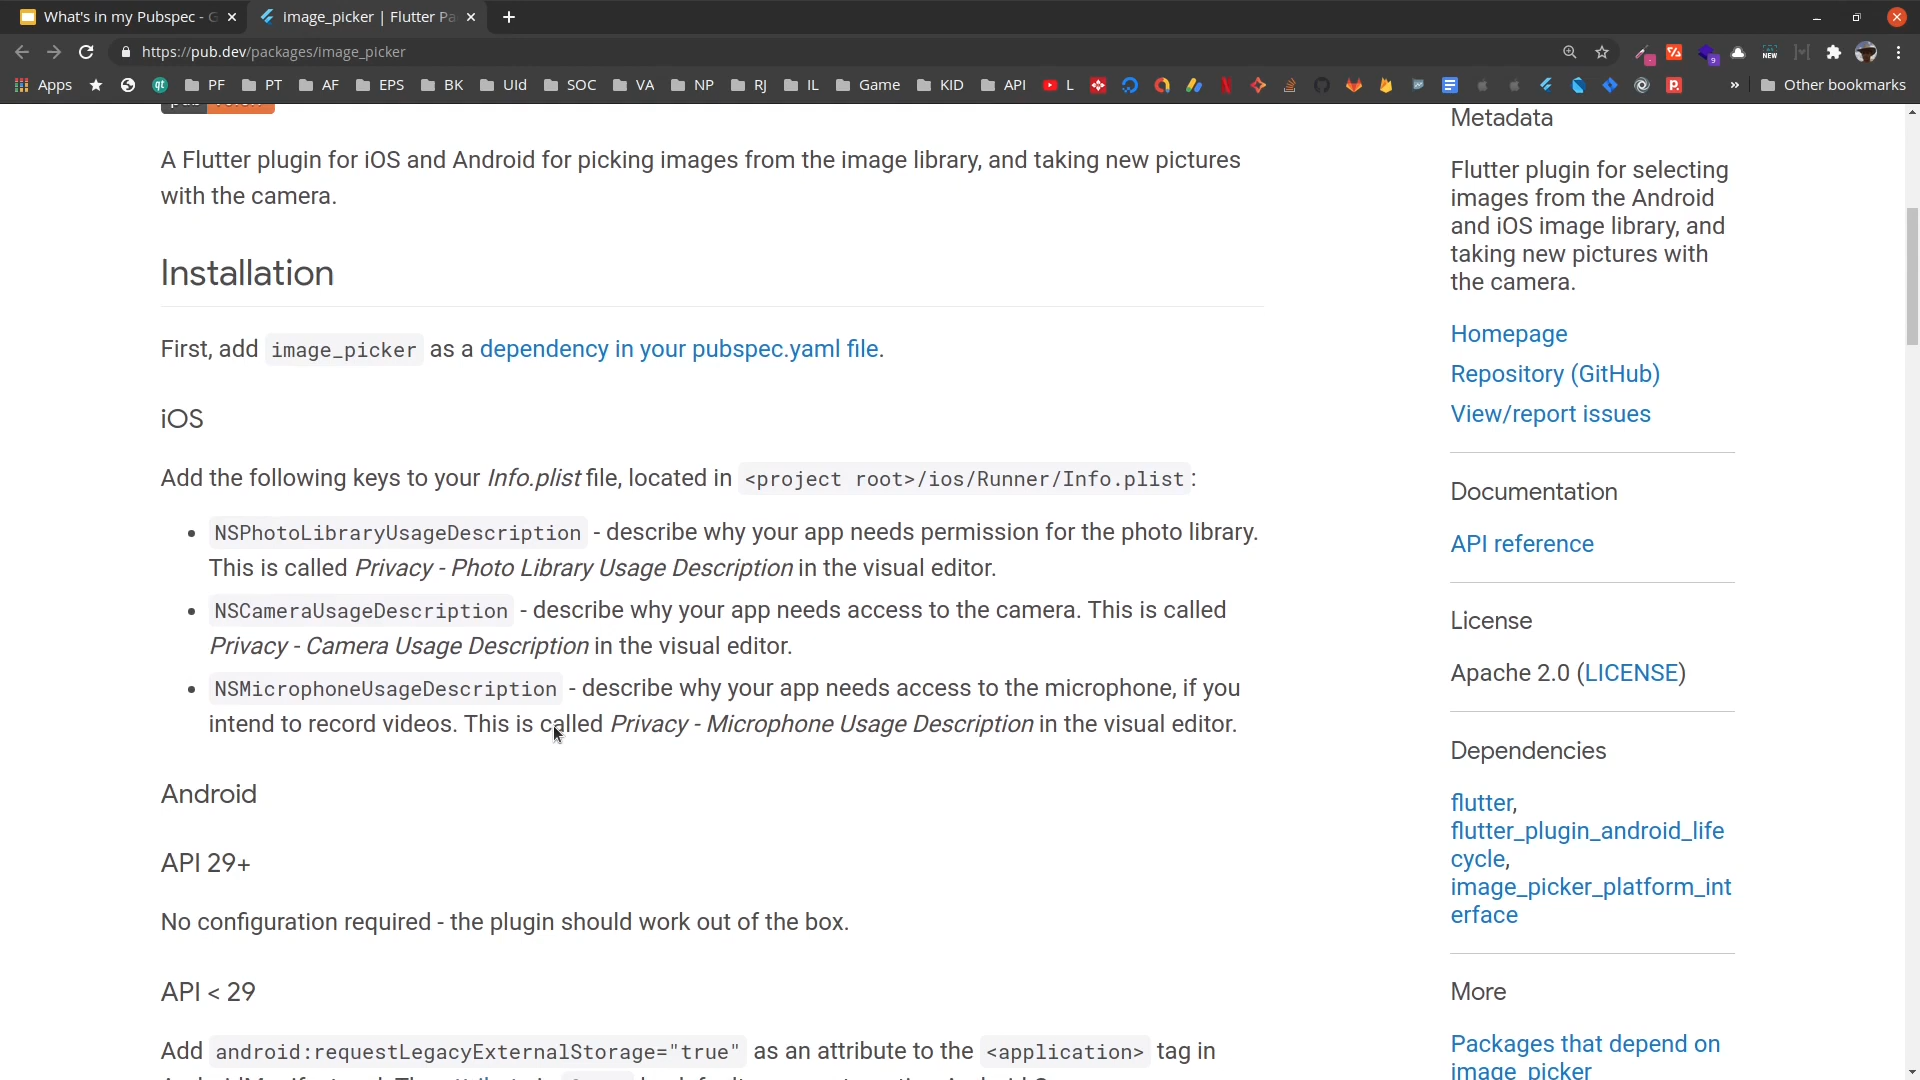 What's in my Pubspec - G
image_picker | Flutter Pa
https://pub.dev/packages/image_picker
9
NEW
Apps
PF
PT
AF
EPS
BK
UId
SOC
VA
NP
RJ
IL
Game
KID
API
L
»
Other bookmarks
A Flutter plugin for iOS and Android for picking images from the image library, and taking new pictures
with the camera.
Installation
First, add image_picker as a dependency in your pubspec.yaml file.
iOS
Add the following keys to your Info.plist file, located in <project root>/ios/Runner/Info.plist:
• NSPhotoLibraryUsageDescription - describe why your app needs permission for the photo library.
This is called Privacy - Photo Library Usage Description in the visual editor.
• NSCameraUsageDescription - describe why your app needs access to the camera. This is called
Privacy - Camera Usage Description in the visual editor.
• NSMicrophoneUsageDescription - describe why your app needs access to the microphone, if you
intend to record videos. This is called Privacy - Microphone Usage Description in the visual editor.
Android
API 29+
No configuration required - the plugin should work out of the box.
API < 29
Add android:requestLegacyExternalStorage="true" as an attribute to the <application> tag in
Metadata
Flutter plugin for selecting
images from the Android
and iOS image library, and
taking new pictures with
the camera.
Homepage
Repository (GitHub)
View/report issues
Documentation
API reference
License
Apache 2.0 (LICENSE)
Dependencies
flutter,
flutter_plugin_android_life
cycle,
image_picker_platform_int
erface
More
Packages that depend on
image_picker